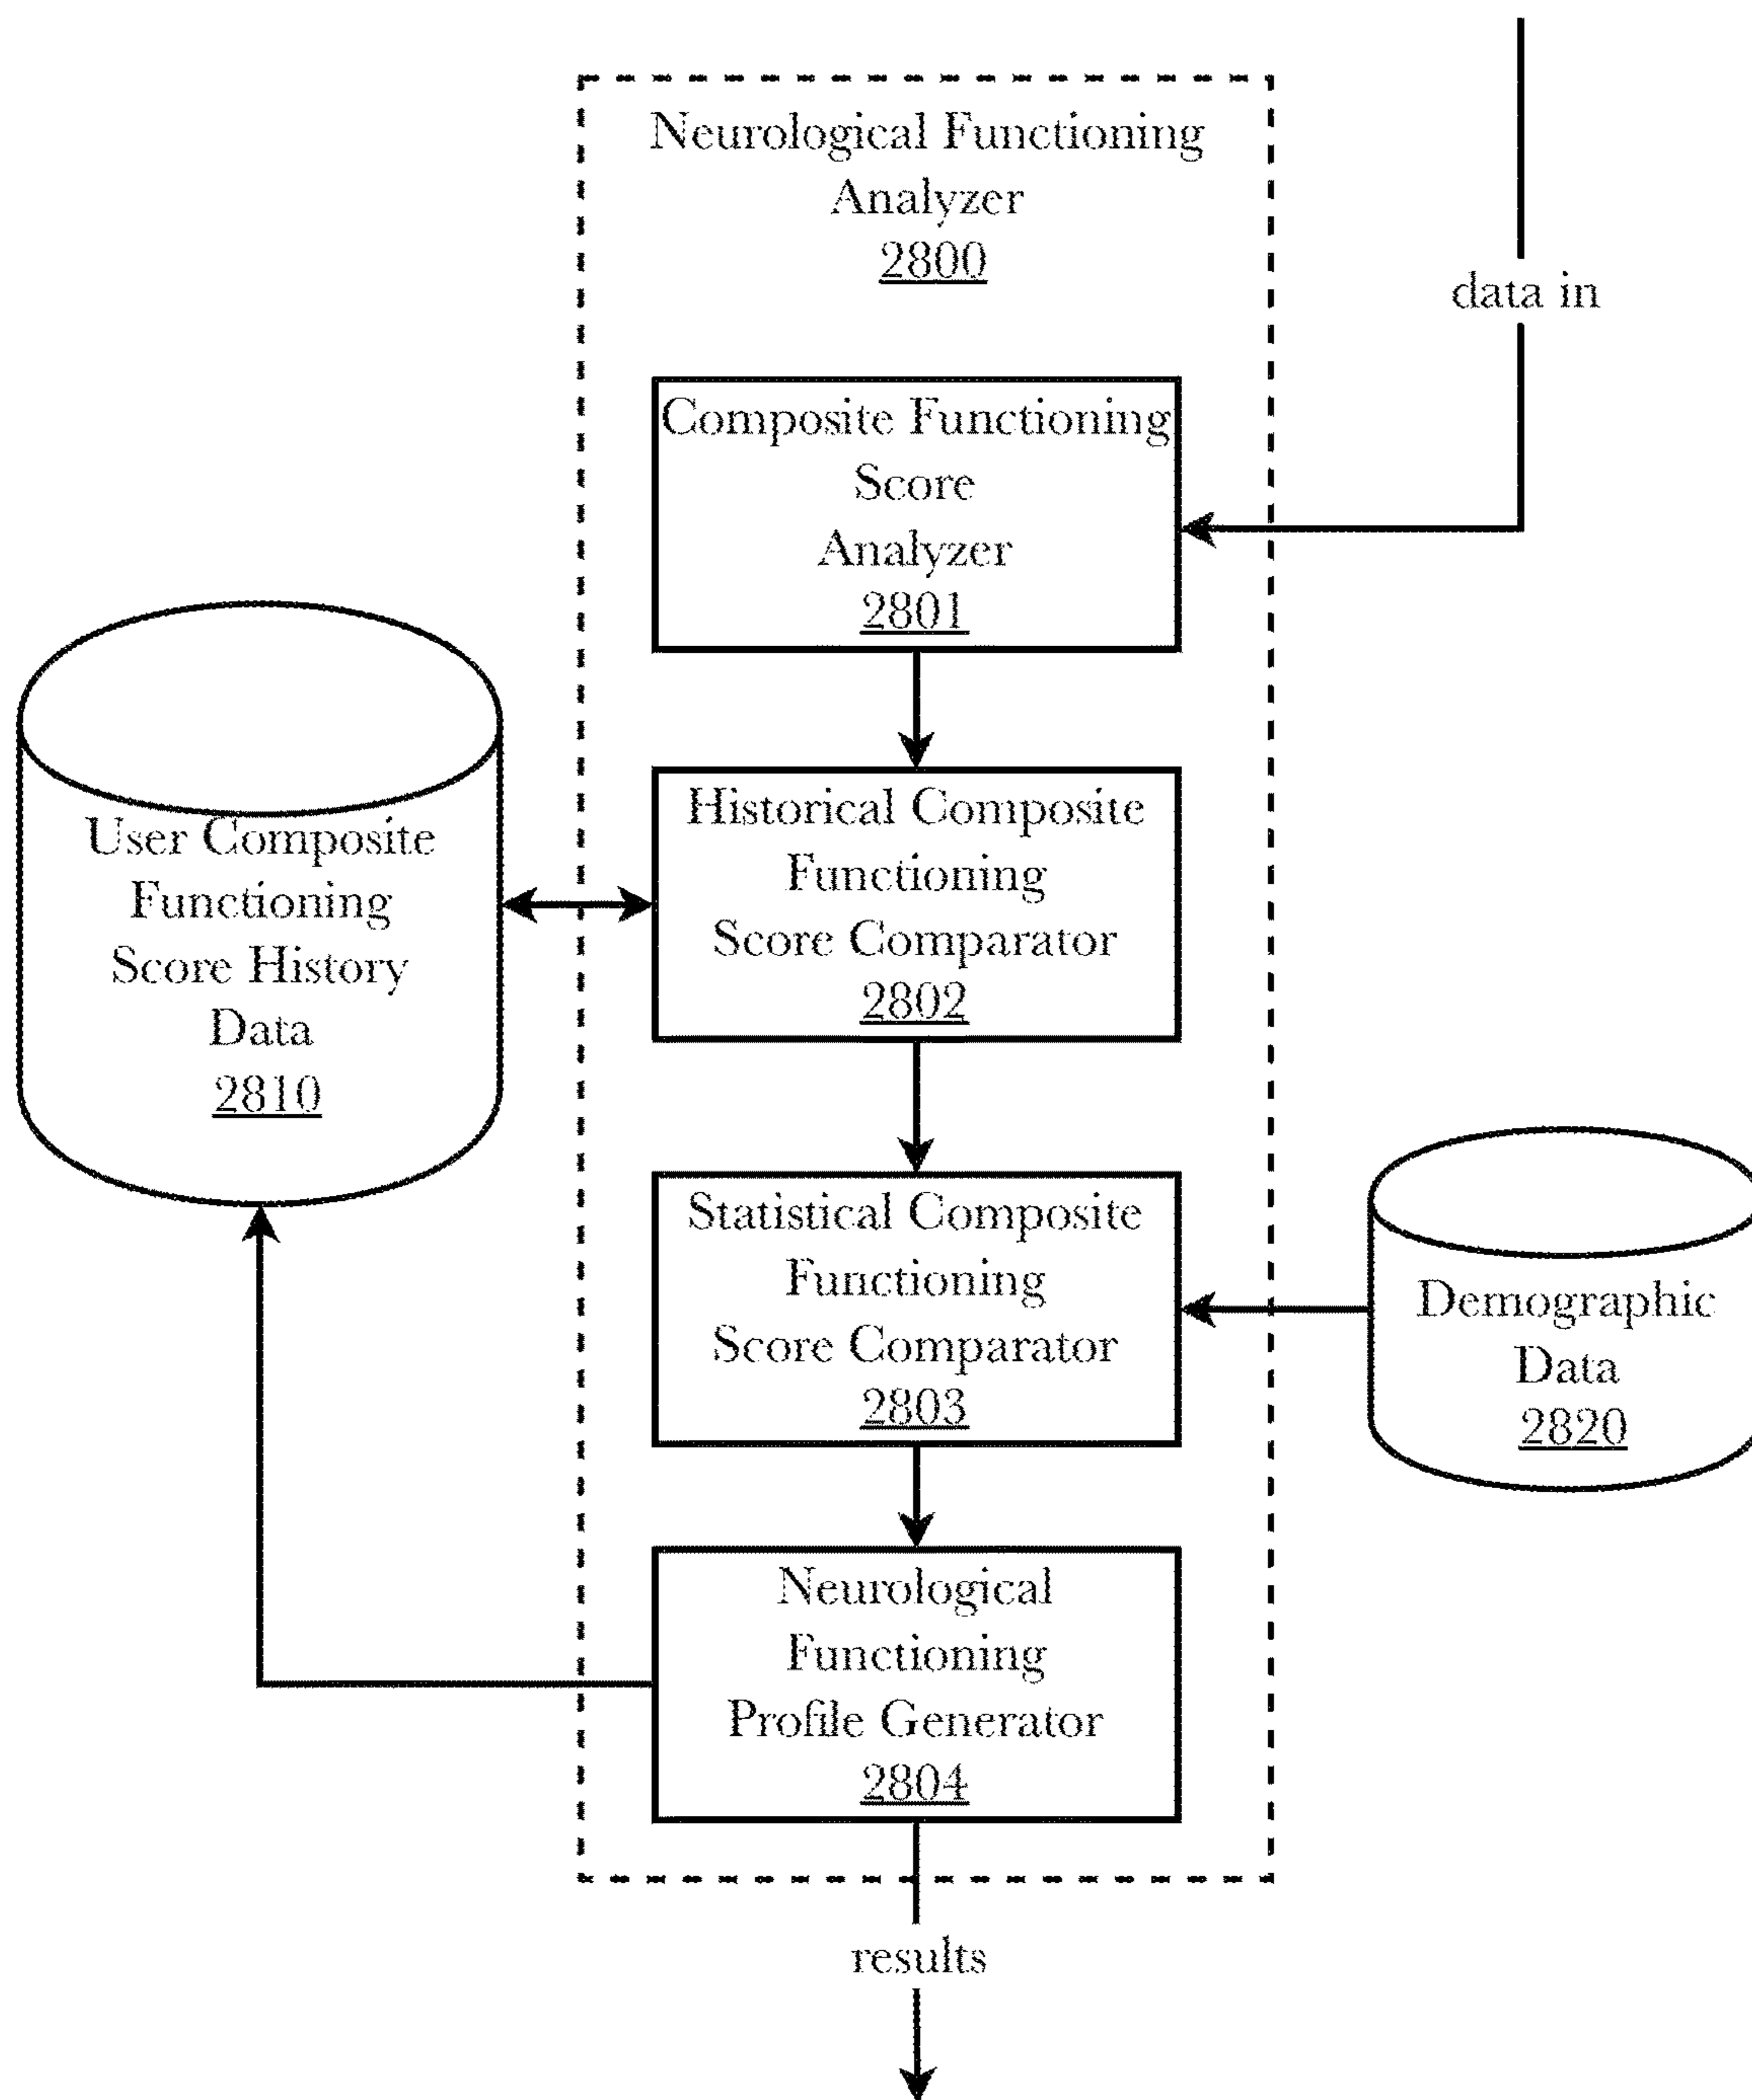 Neurological Functioning
Analyzer
2800
data in
Composite Functioning
Score
Analyzer
2801
User Composite
Functioning
Score History
Data
2810
Historical Composite
Functioning
Score Comparator
2802
Statistical Composite
Functioning
Score Comparator
2803
Demographic
Data
2820
Neurological
Functioning
Profile Generator
2804
results